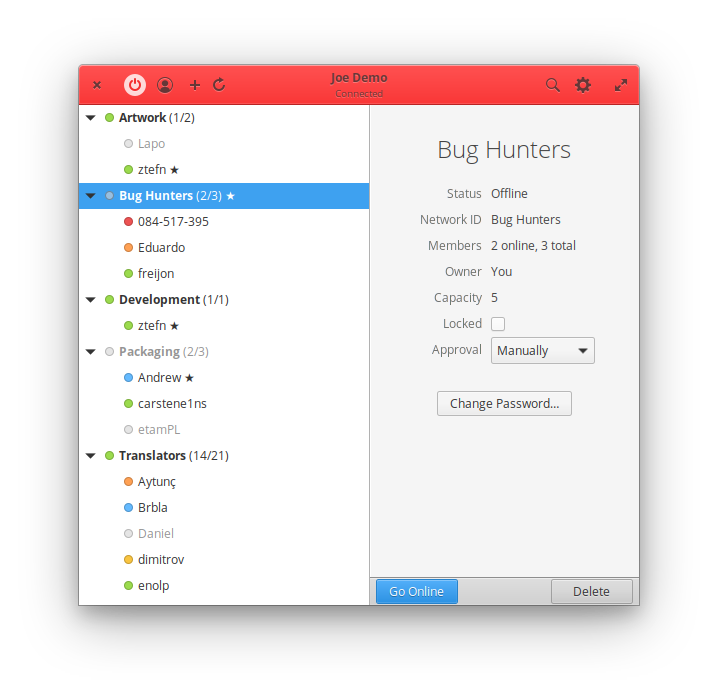 Joe Demo
Connected
Artwork (1/2)
Lapo
ztefn ★
Bug Hunters (2/3) ★
084-517-395
Eduardo
freijon
Development (1/1)
ztefn ★
Packaging (2/3)
Andrew ★
carstene1ns
etamPL
Translators (14/21)
Aytunç
Brbla
Daniel
dimitrov
enolp
Bug Hunters
Status Offline
Network ID Bug Hunters
Members 2 online, 3 total
Owner You
Capacity 5
Locked
Approval Manually
Change Password...
Go Online Delete